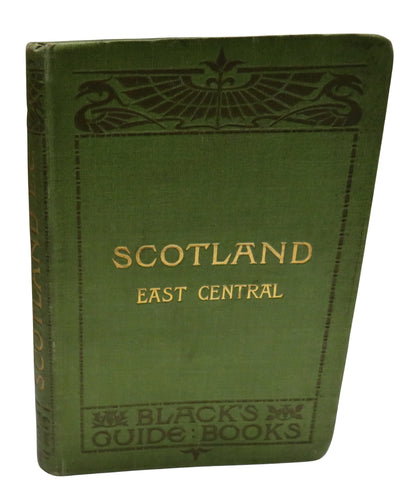 SCOTLAND
EAST CENTRAL
BLACK'S
GUIDE:BOOKS
SCOTLAND E.C.